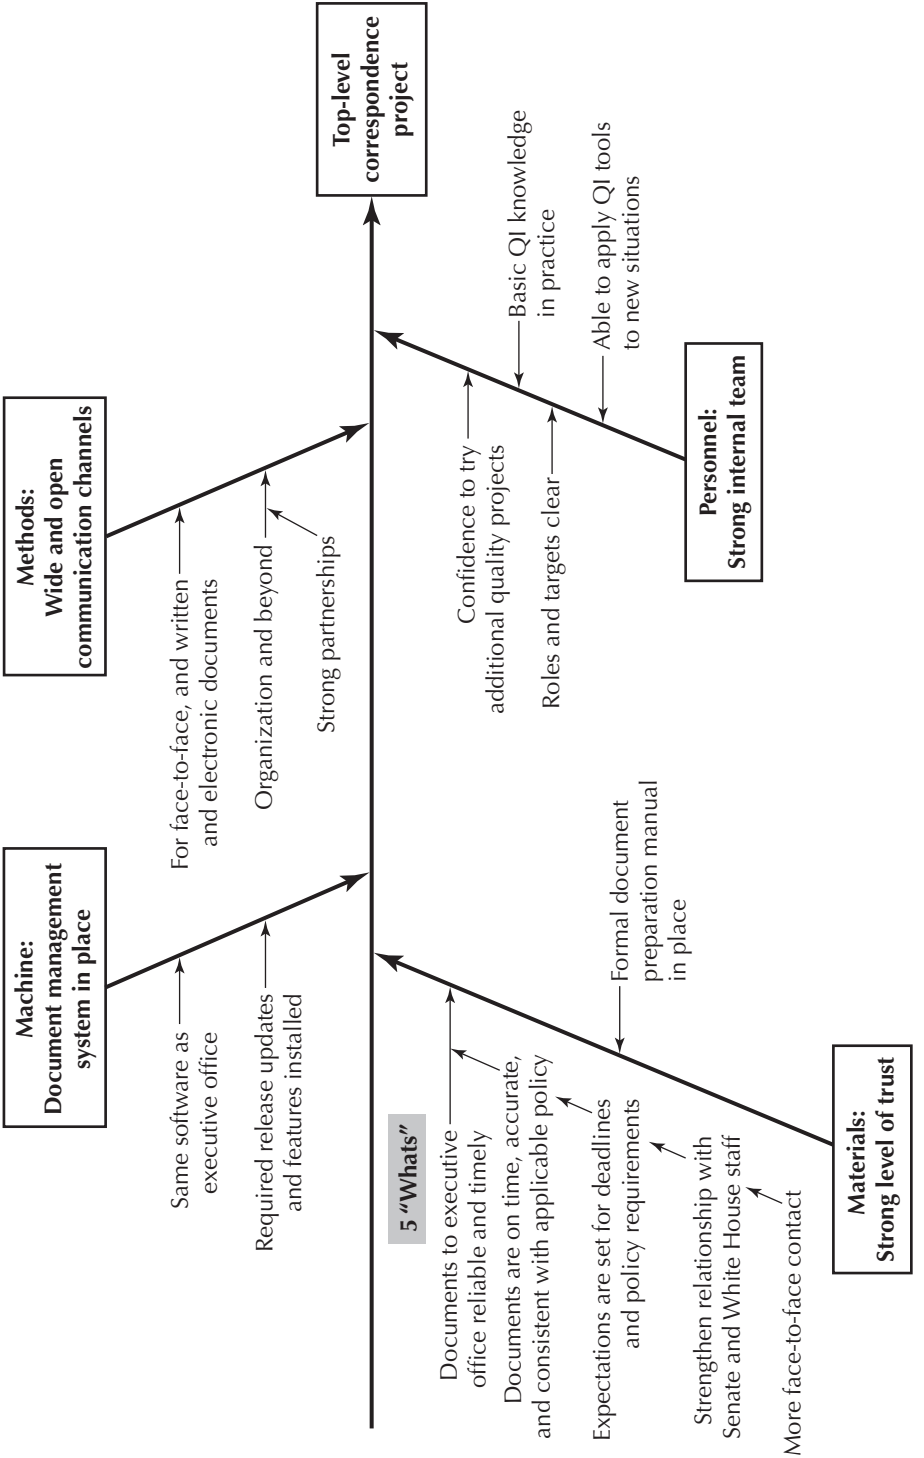 Machine:
Document management
system in place
Methods:
Wide and open
communication channels
Same software as
executive office
Required release updates
and features installed
For face-to-face, and written
and electronic documents
Organization and beyond
Strong partnerships
Top-level
correspondence
project
5 “Whats”
Documents to executive
office reliable and timely
Documents are on time, accurate,
and consistent with applicable policy
Expectations are set for deadlines
and policy requirements
Strengthen relationship with
Senate and White House staff
More face-to-face contact
Formal document
preparation manual
in place
Confidence to try
additional quality projects
Roles and targets clear
Basic QI knowledge
in practice
Able to apply QI tools
to new situations
Materials:
Strong level of trust
Personnel:
Strong internal team